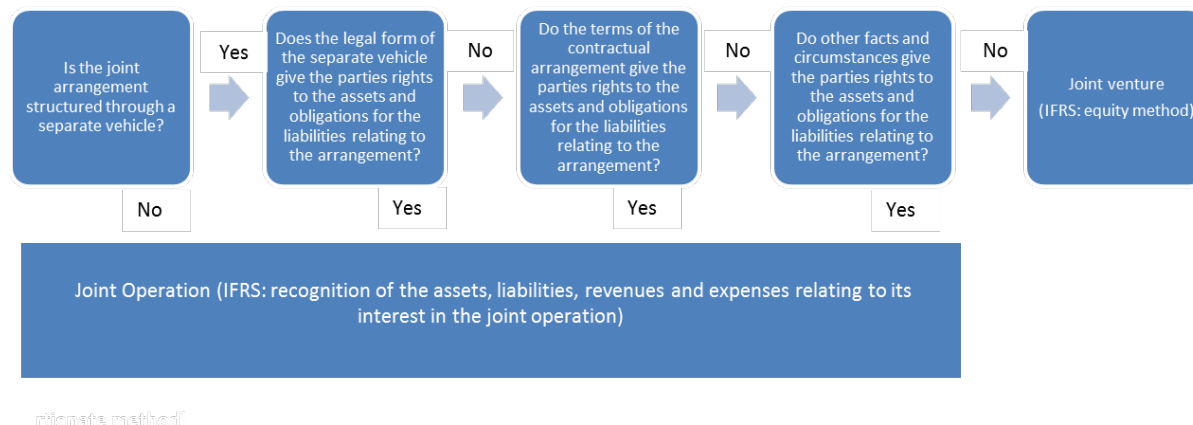 Is the joint
arrangement
structured through a
separate vehicle?
Yes
No
Does the legal form of
the separate vehicle
give the parties rights
to the assets and
obligations for the
liabilities relating to
the arrangement?
No
Yes
Do the terms of the
contractual
arrangement give the
parties rights to the
assets and obligations
for the liabilities
relating to the
arrangement?
No
Yes
Do other facts and
circumstances give
the parties rights to
the assets and
obligations for the
liabilities relating to
the arrangement?
No
Yes
Joint venture
(IFRS: equity method)
Joint Operation (IFRS: recognition of the assets, liabilities, revenues and expenses relating to its
interest in the joint operation)
method